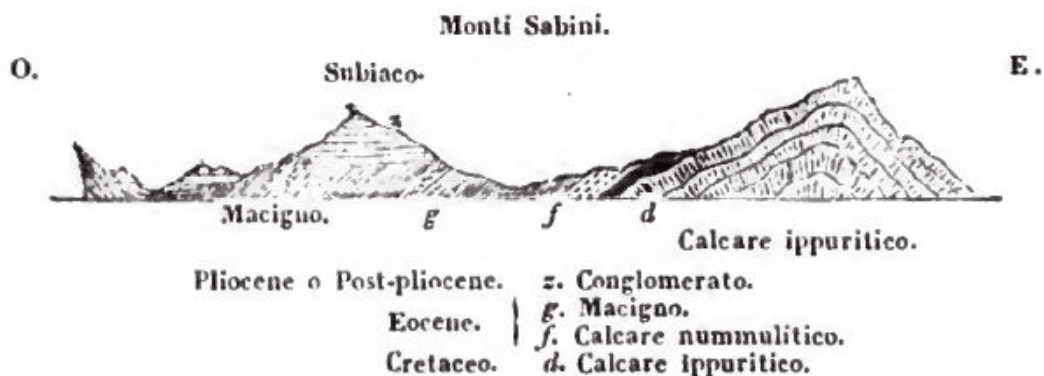 Monti Sabini.
O. E.
Subiaco.
z
Macigno. g f d
Calcare ippuritico.
Pliocene o Post-pliocene. z. Conglomerato.
g. Macigno.
Eocene.
f. Calcare nummulitico.
Cretaceo. d. Calcare ippuritico.